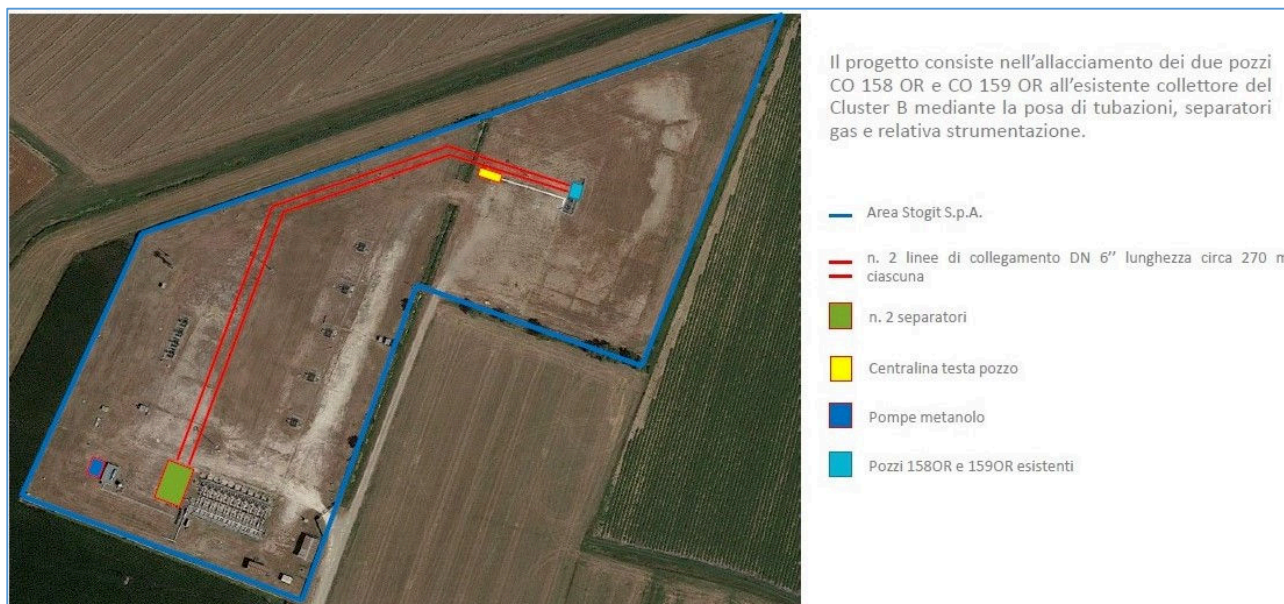 Il progetto consiste nell'allacciamento dei due pozzi
CO 158 OR e CO 159 OR all'esistente collettore del
Cluster B mediante la posa di tubazioni, separatori
gas e relativa strumentazione.
Area Stogit S.p.A.
n. 2 linee di collegamento DN 6'' lunghezza circa 270 m
ciascuna
n. 2 separatori
Centralina testa pozzo
Pompe metanolo
Pozzi 158OR e 159OR esistenti